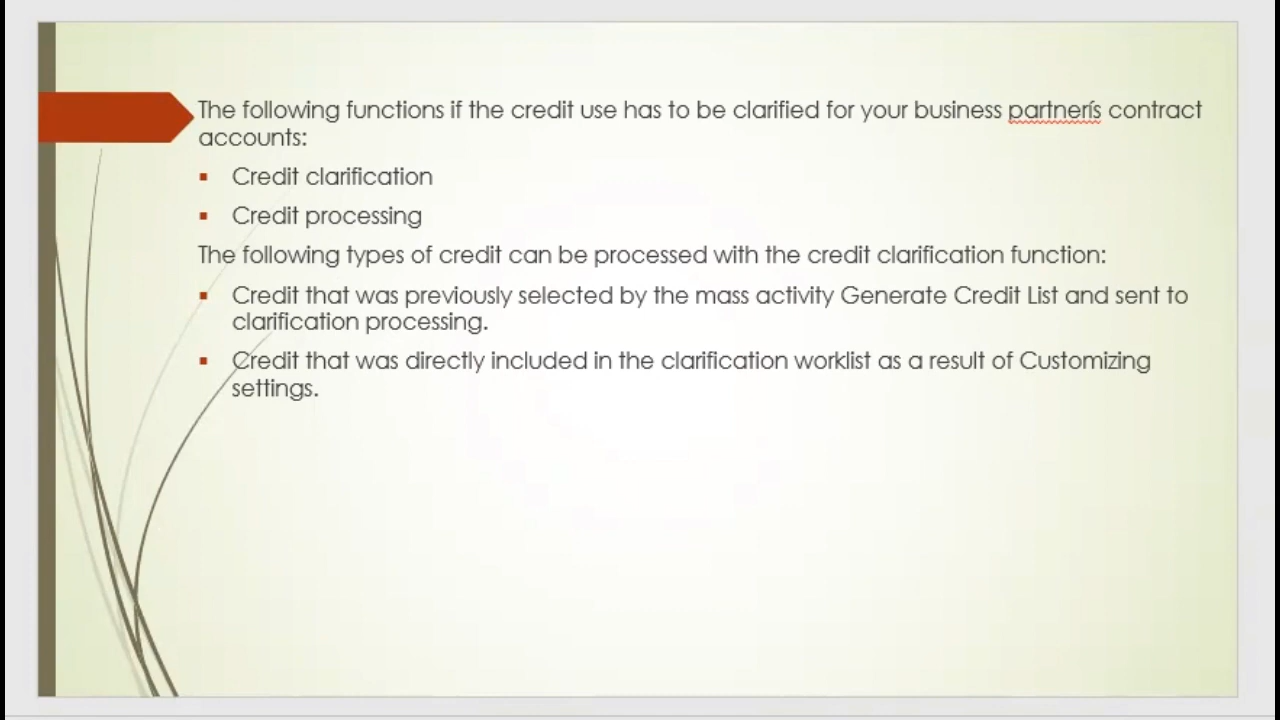 The following functions if the credit use has to be clarified for your business partnerís contract
accounts:
▪ Credit clarification
▪ Credit processing
The following types of credit can be processed with the credit clarification function:
▪ Credit that was previously selected by the mass activity Generate Credit List and sent to
clarification processing.
▪ Credit that was directly included in the clarification worklist as a result of Customizing
settings.